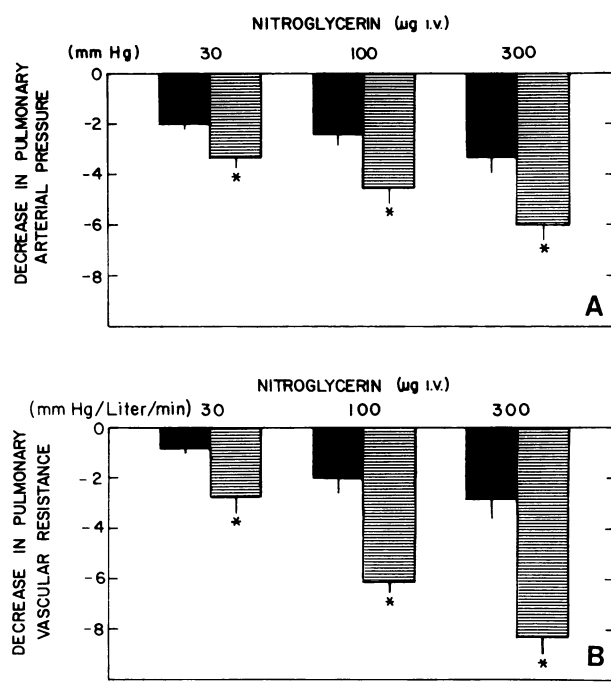 NITROGLYCERIN (µg I.V.)
(mm Hg) 30 100 300
0
-2
-4
-6
-8
DECREASE IN PULMONARY
ARTERIAL PRESSURE
*
*
*
A
NITROGLYCERIN (µg I.V.)
(mm Hg/Liter/min) 30 100 300
0
-2
-4
-6
-8
DECREASE IN PULMONARY
VASCULAR RESISTANCE
*
*
*
B